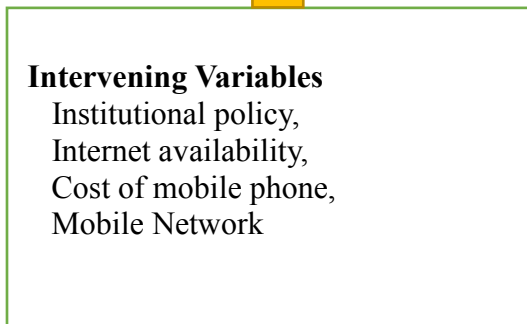 Intervening Variables
Institutional policy,
Internet availability,
Cost of mobile phone,
Mobile Network